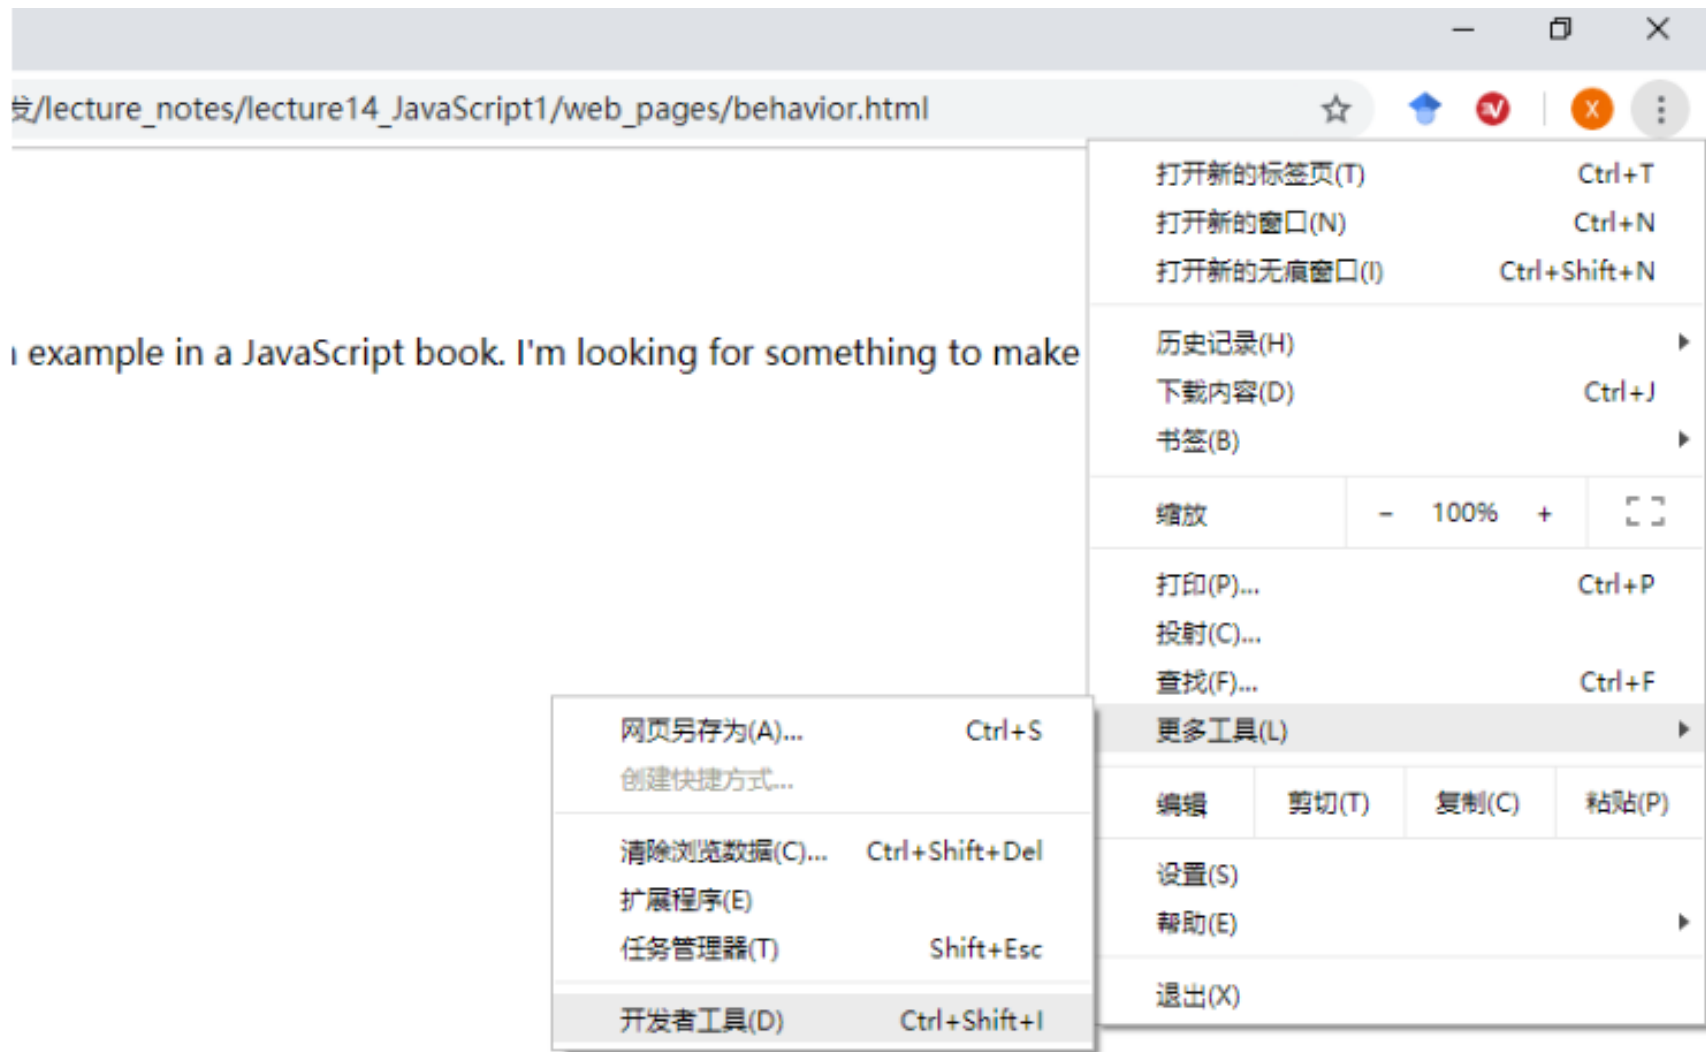 发/lecture_notes/lecture14_JavaScript1/web_pages/behavior.html
X
example in a JavaScript book. I'm looking for something to make
打开新的标签页(T) Ctrl+T
打开新的窗口(N) Ctrl+N
打开新的无痕窗口(I) Ctrl+Shift+N
历史记录(H)
下载内容(D) Ctrl+J
书签(B)
缩放 - 100% +
打印(P)... Ctrl+P
投射(C)...
查找(F)... Ctrl+F
更多工具(L)
编辑 剪切(T) 复制(C) 粘贴(P)
设置(S)
帮助(E)
退出(X)
网页另存为(A)... Ctrl+S
创建快捷方式...
清除浏览数据(C)... Ctrl+Shift+Del
扩展程序(E)
任务管理器(T) Shift+Esc
开发者工具(D) Ctrl+Shift+I